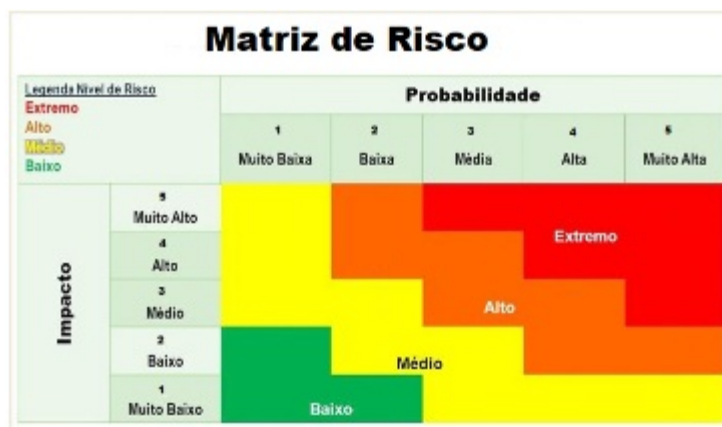 Matriz de Risco
Legenda Nível de Risco
Extremo
Alto
Médio
Baixo
Probabilidade
1
Muito Baixa
2
Baixa
3
Média
4
Alta
5
Muito Alta
Impacto
5
Muito Alto
4
Alto
3
Médio
2
Baixo
1
Muito Baixo
Extremo
Alto
Médio
Baixo